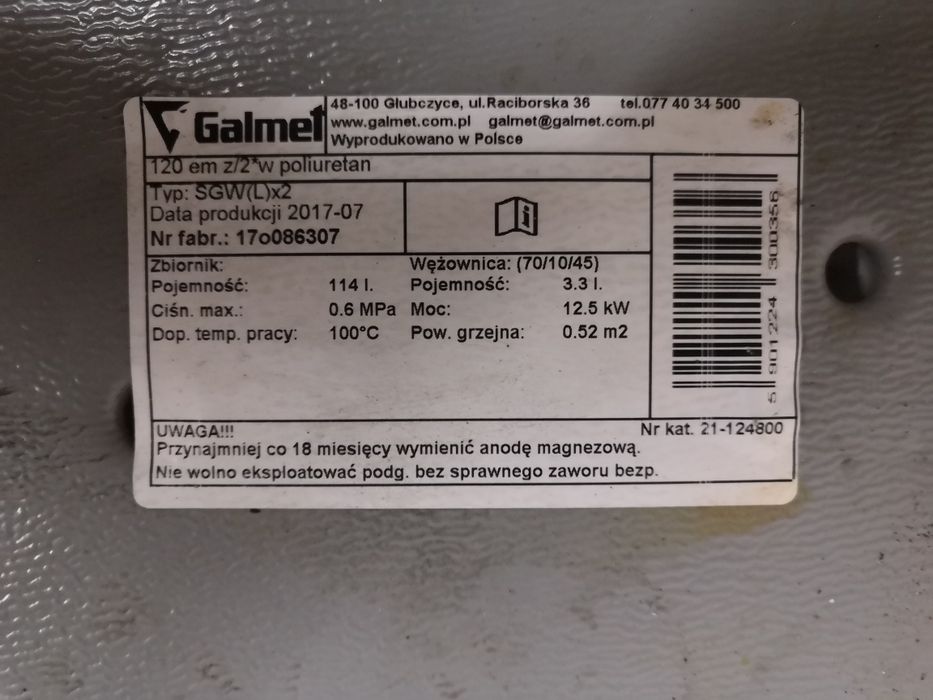 Galmet
48-100 Głubczyce, ul.Raciborska 36 tel.077 40 34 500
www.galmet.com.pl galmet@galmet.com.pl
Wyprodukowano w Polsce
120 em z/2*w poliuretan
Typ: SGW(L)x2
Data produkcji 2017-07
Nr fabr.: 17o086307
Zbiornik:
Pojemność: 114 l.
Ciśn. max.: 0.6 MPa
Dop. temp. pracy: 100°C
Wężownica: (70/10/45)
Pojemność: 3.3 l.
Moc: 12.5 kW
Pow. grzejna: 0.52 m2
5 901224 300356
Nr kat. 21-124800
UWAGA!!!
Przynajmniej co 18 miesięcy wymienić anodę magnezową.
Nie wolno eksploatować podg. bez sprawnego zaworu bezp.